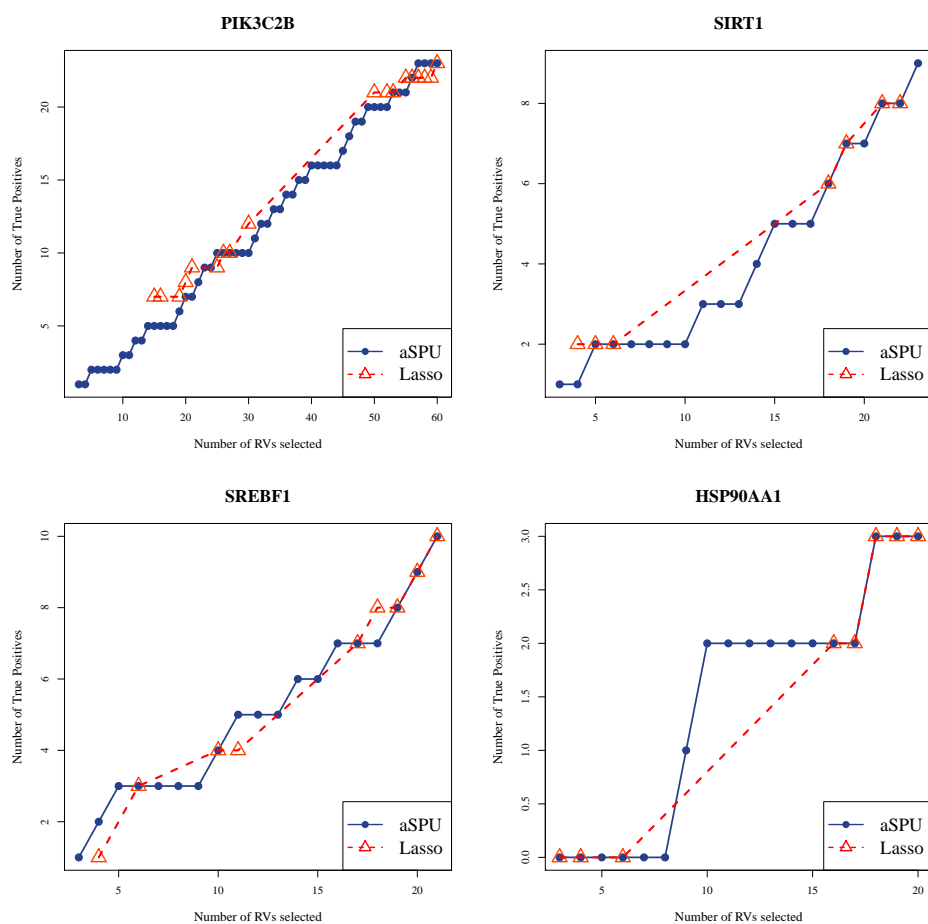 PIK3C2B
Number of True Positives
5
10
15
20
10
20
30
40
50
60
Number of RVs selected
aSPU
Lasso
SIRT1
Number of True Positives
2
4
6
8
5
10
15
20
Number of RVs selected
aSPU
Lasso
SREBF1
Number of True Positives
2
4
6
8
10
5
10
15
20
Number of RVs selected
aSPU
Lasso
HSP90AA1
Number of True Positives
0.0
0.5
1.0
1.5
2.0
2.5
3.0
5
10
15
20
Number of RVs selected
aSPU
Lasso